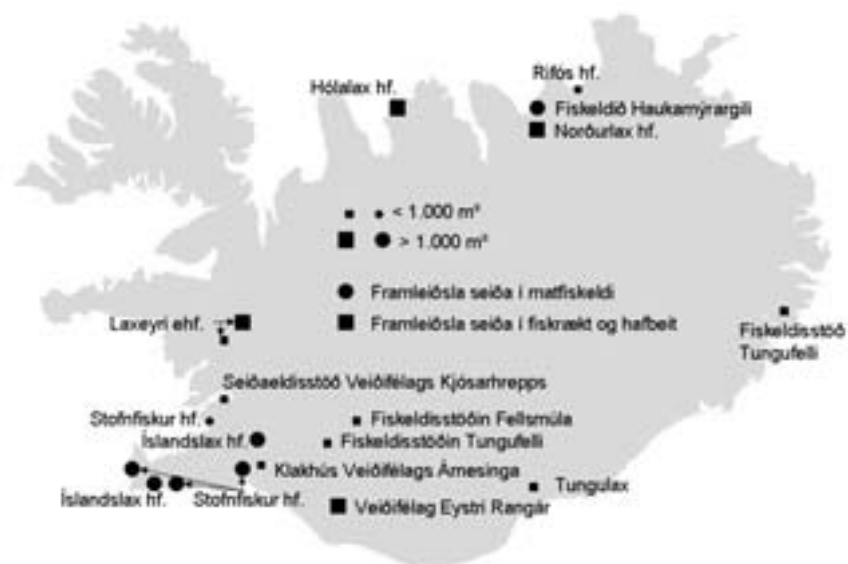 Rifós hf.
Hólalax hf.
Fiskeldið Haukamýrargili
Norðurlax hf.
< 1.000 m³
> 1.000 m³
Framleiðsla seiða í matfiskeldi
Framleiðsla seiða í fiskrækt og hafbeit
Laxeyri ehf.
Fiskeldisstöð
Tungufelli
Seiðaeldisstöð Veiðifélags Kjósarhrepps
Stofnfiskur hf.
Fiskeldisstöðin Fellsmúla
Íslandslax hf.
Fiskeldisstöðin Tungufelli
Klakhús Veiðifélags Árnesinga
Tungulax
Íslandslax hf.
Stofnfiskur hf.
Veiðifélag Eystri Rangár